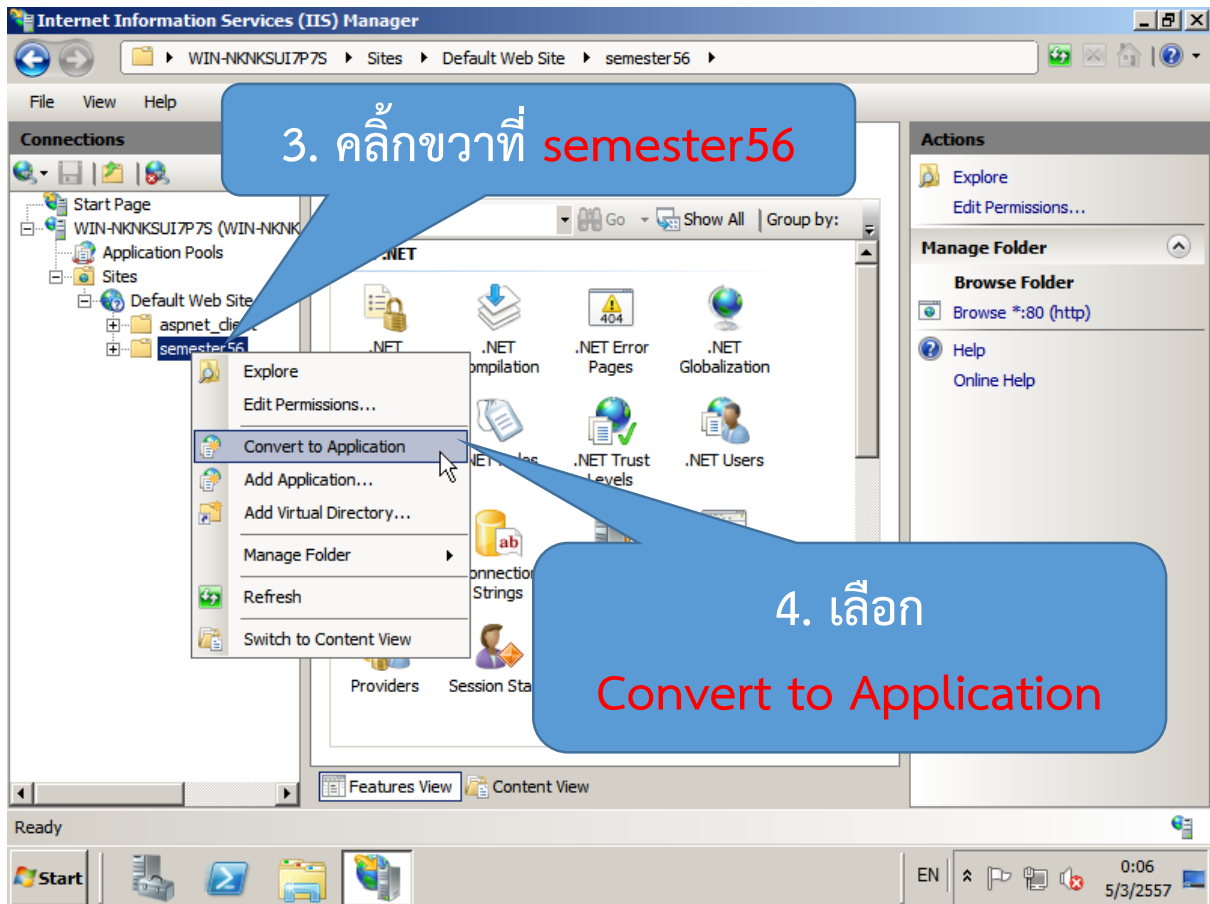 Internet Information Services (IIS) Manager
WIN-NKNKSUI7P7S Sites Default Web Site semester56
File View Help
3. คลิ้กขวาที่ semester56
Connections
Start Page
WIN-NKNKSUI7P7S (WIN-NKNK
Application Pools
Sites
Default Web Site
aspnet_client
semester56
Go Show All Group by:
.NET
.NET
.NET
.NET Error
Pages
.NET
Globalization
.NET Trust
Levels
.NET Users
Strings
Providers
Session Sta
404
ab
Explore
Edit Permissions...
Convert to Application
Add Application...
Add Virtual Directory...
Manage Folder
Refresh
Switch to Content View
4. เลือก
Convert to Application
Features View Content View
Actions
Explore
Edit Permissions...
Manage Folder
Browse Folder
Browse *:80 (http)
Help
Online Help
Ready
Start
EN
0:06
5/3/2557